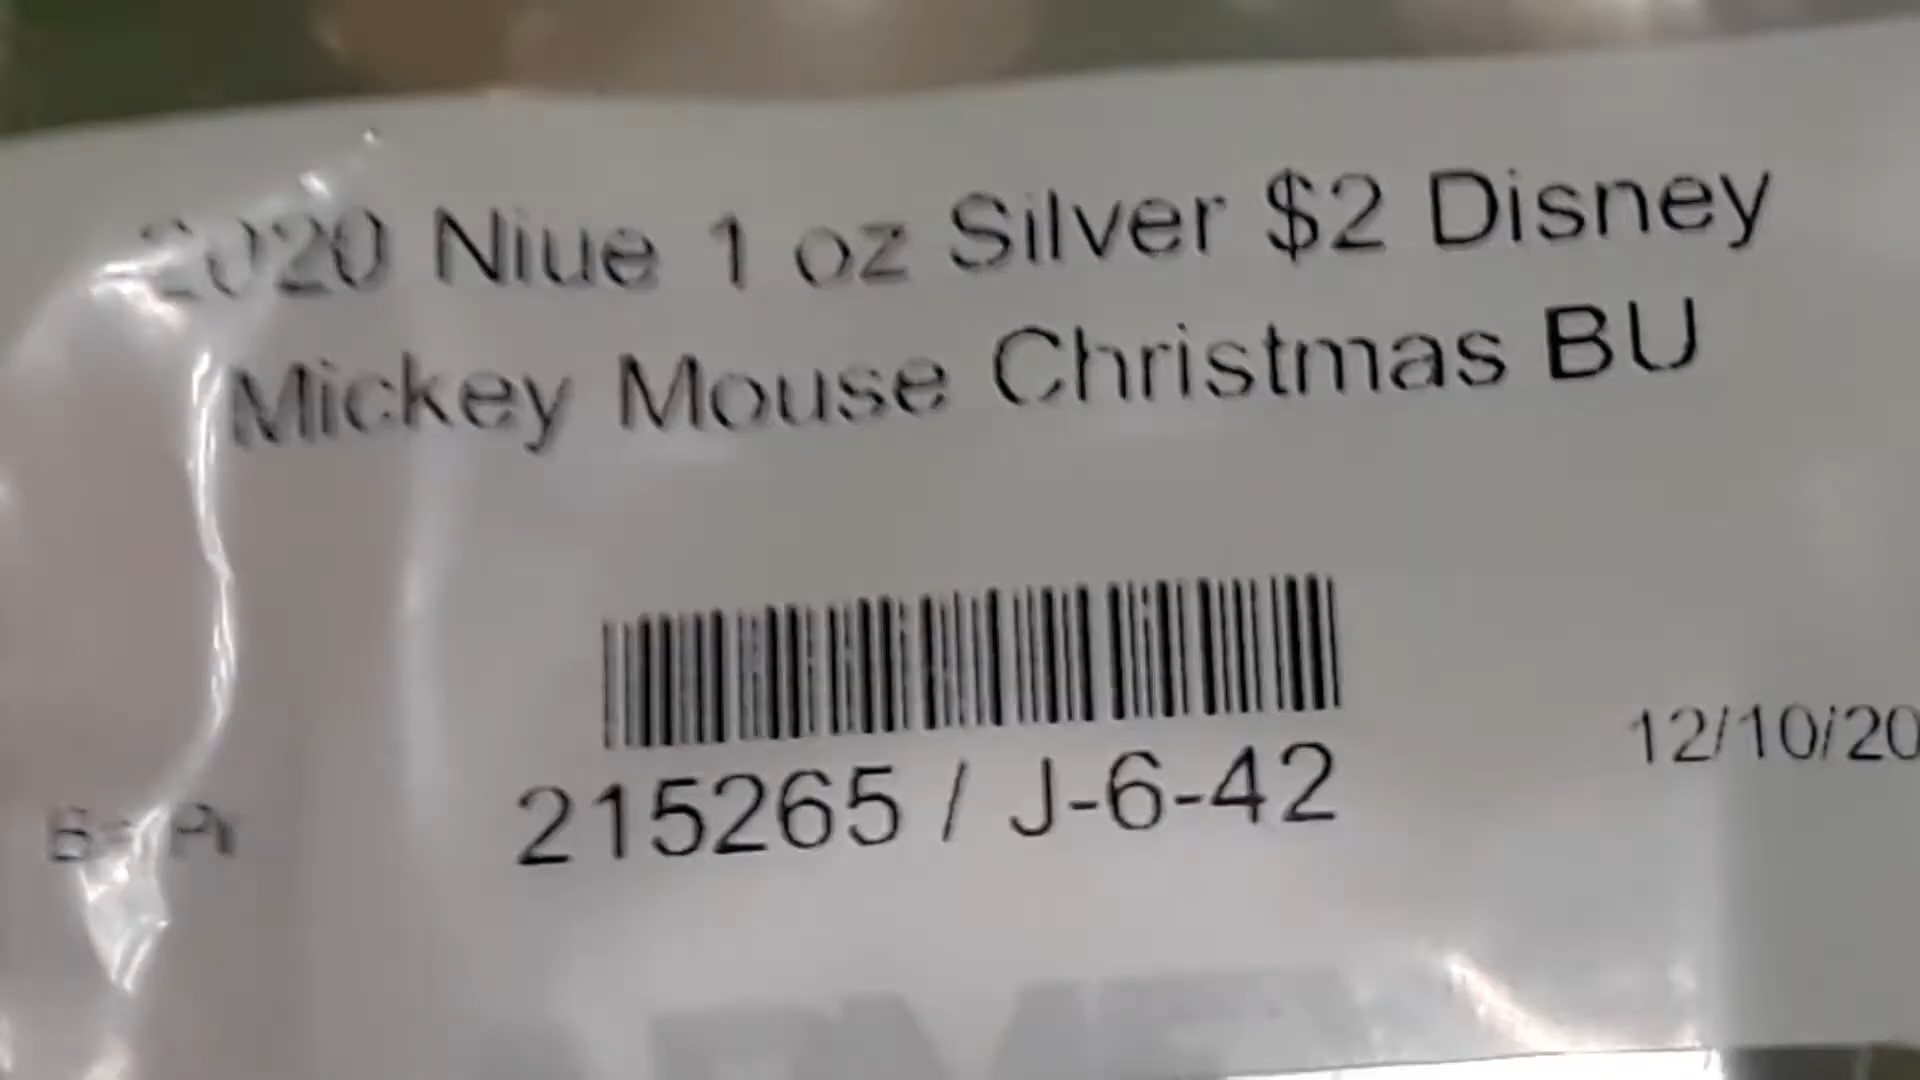 2020 Niue 1 oz Silver $2 Disney
Mickey Mouse Christmas BU
12/10/20
215265 / J-6-42